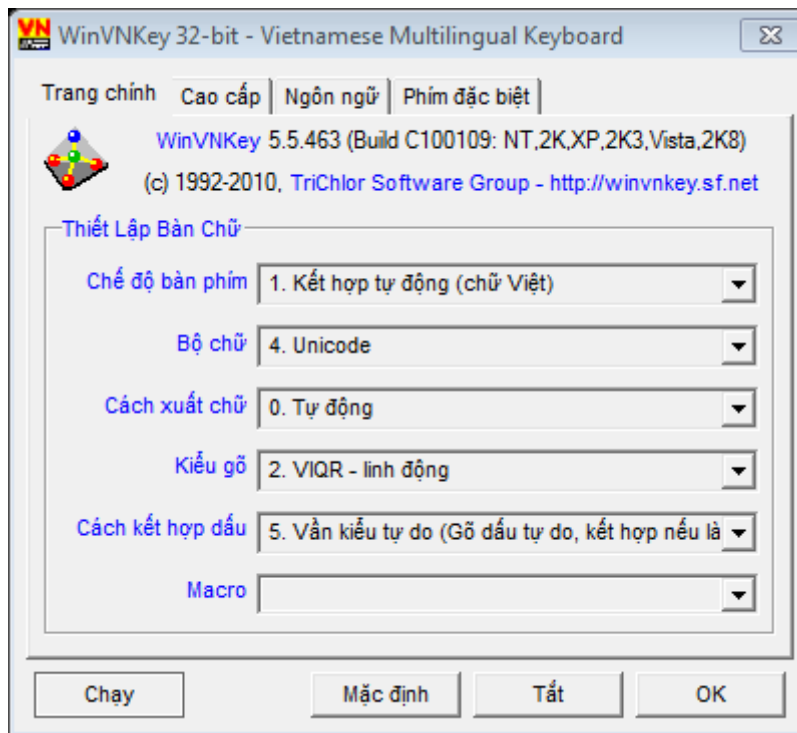 VN
WinVNKey 32-bit - Vietnamese Multilingual Keyboard
Trang chính Cao cấp Ngôn ngữ Phím đặc biệt
WinVNKey 5.5.463 (Build C100109: NT,2K,XP,2K3,Vista,2K8)
(c) 1992-2010, TriChlor Software Group - http://winvnkey.sf.net
Thiết Lập Bàn Chữ
Chế độ bàn phím 1. Kết hợp tự động (chữ Việt)
Bộ chữ 4. Unicode
Cách xuất chữ 0. Tự động
Kiểu gõ 2. VIQR - linh động
Cách kết hợp dấu 5. Vần kiểu tự do (Gõ dấu tự do, kết hợp nếu là
Macro
Chạy Mặc định Tắt OK